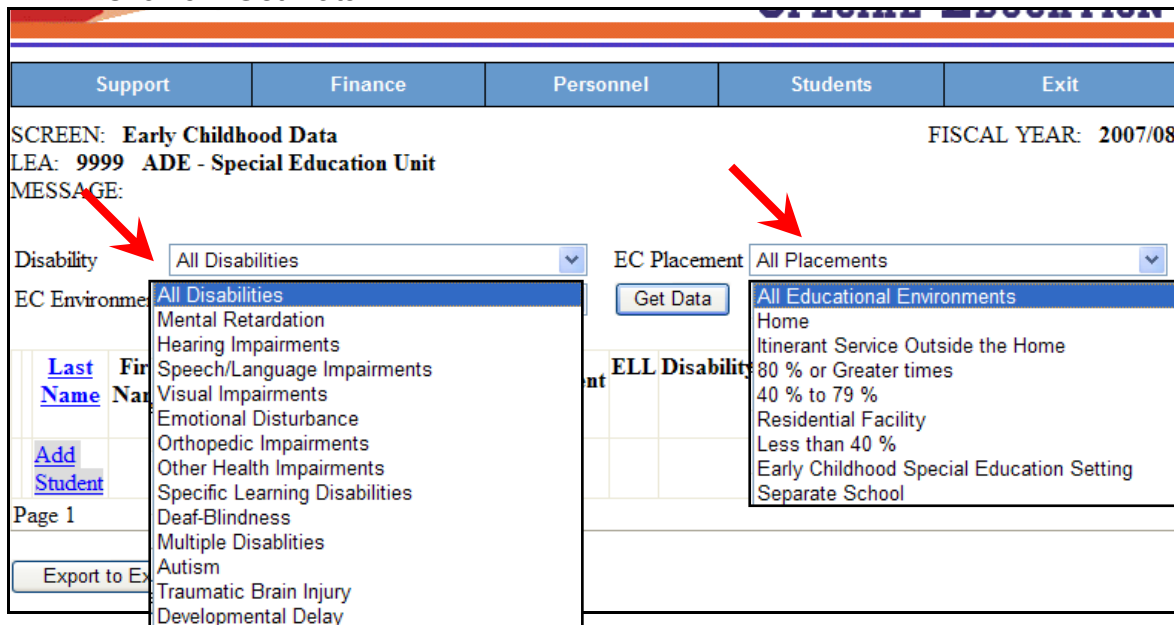 Support Finance Personnel Students Exit
SCREEN: Early Childhood Data FISCAL YEAR: 2007/08
LEA: 9999 ADE - Special Education Unit
MESSAGE:
Disability All Disabilities EC Placement All Placements
EC Get Data
All Disabilities
Mental Retardation
Hearing Impairments
Speech/Language Impairments
Visual Impairments
Emotional Disturbance
Orthopedic Impairments
Other Health Impairments
Specific Learning Disabilities
Deaf-Blindness
Multiple Disablities
Autism
Traumatic Brain Injury
Developmental Delay
All Educational Environments
Home
Itinerant Service Outside the Home
80 % or Greater times
40 % to 79 %
Residential Facility
Less than 40 %
Early Childhood Special Education Setting
Separate School
Last ELL Disability
Name
Add
Student
Page 1
Export to